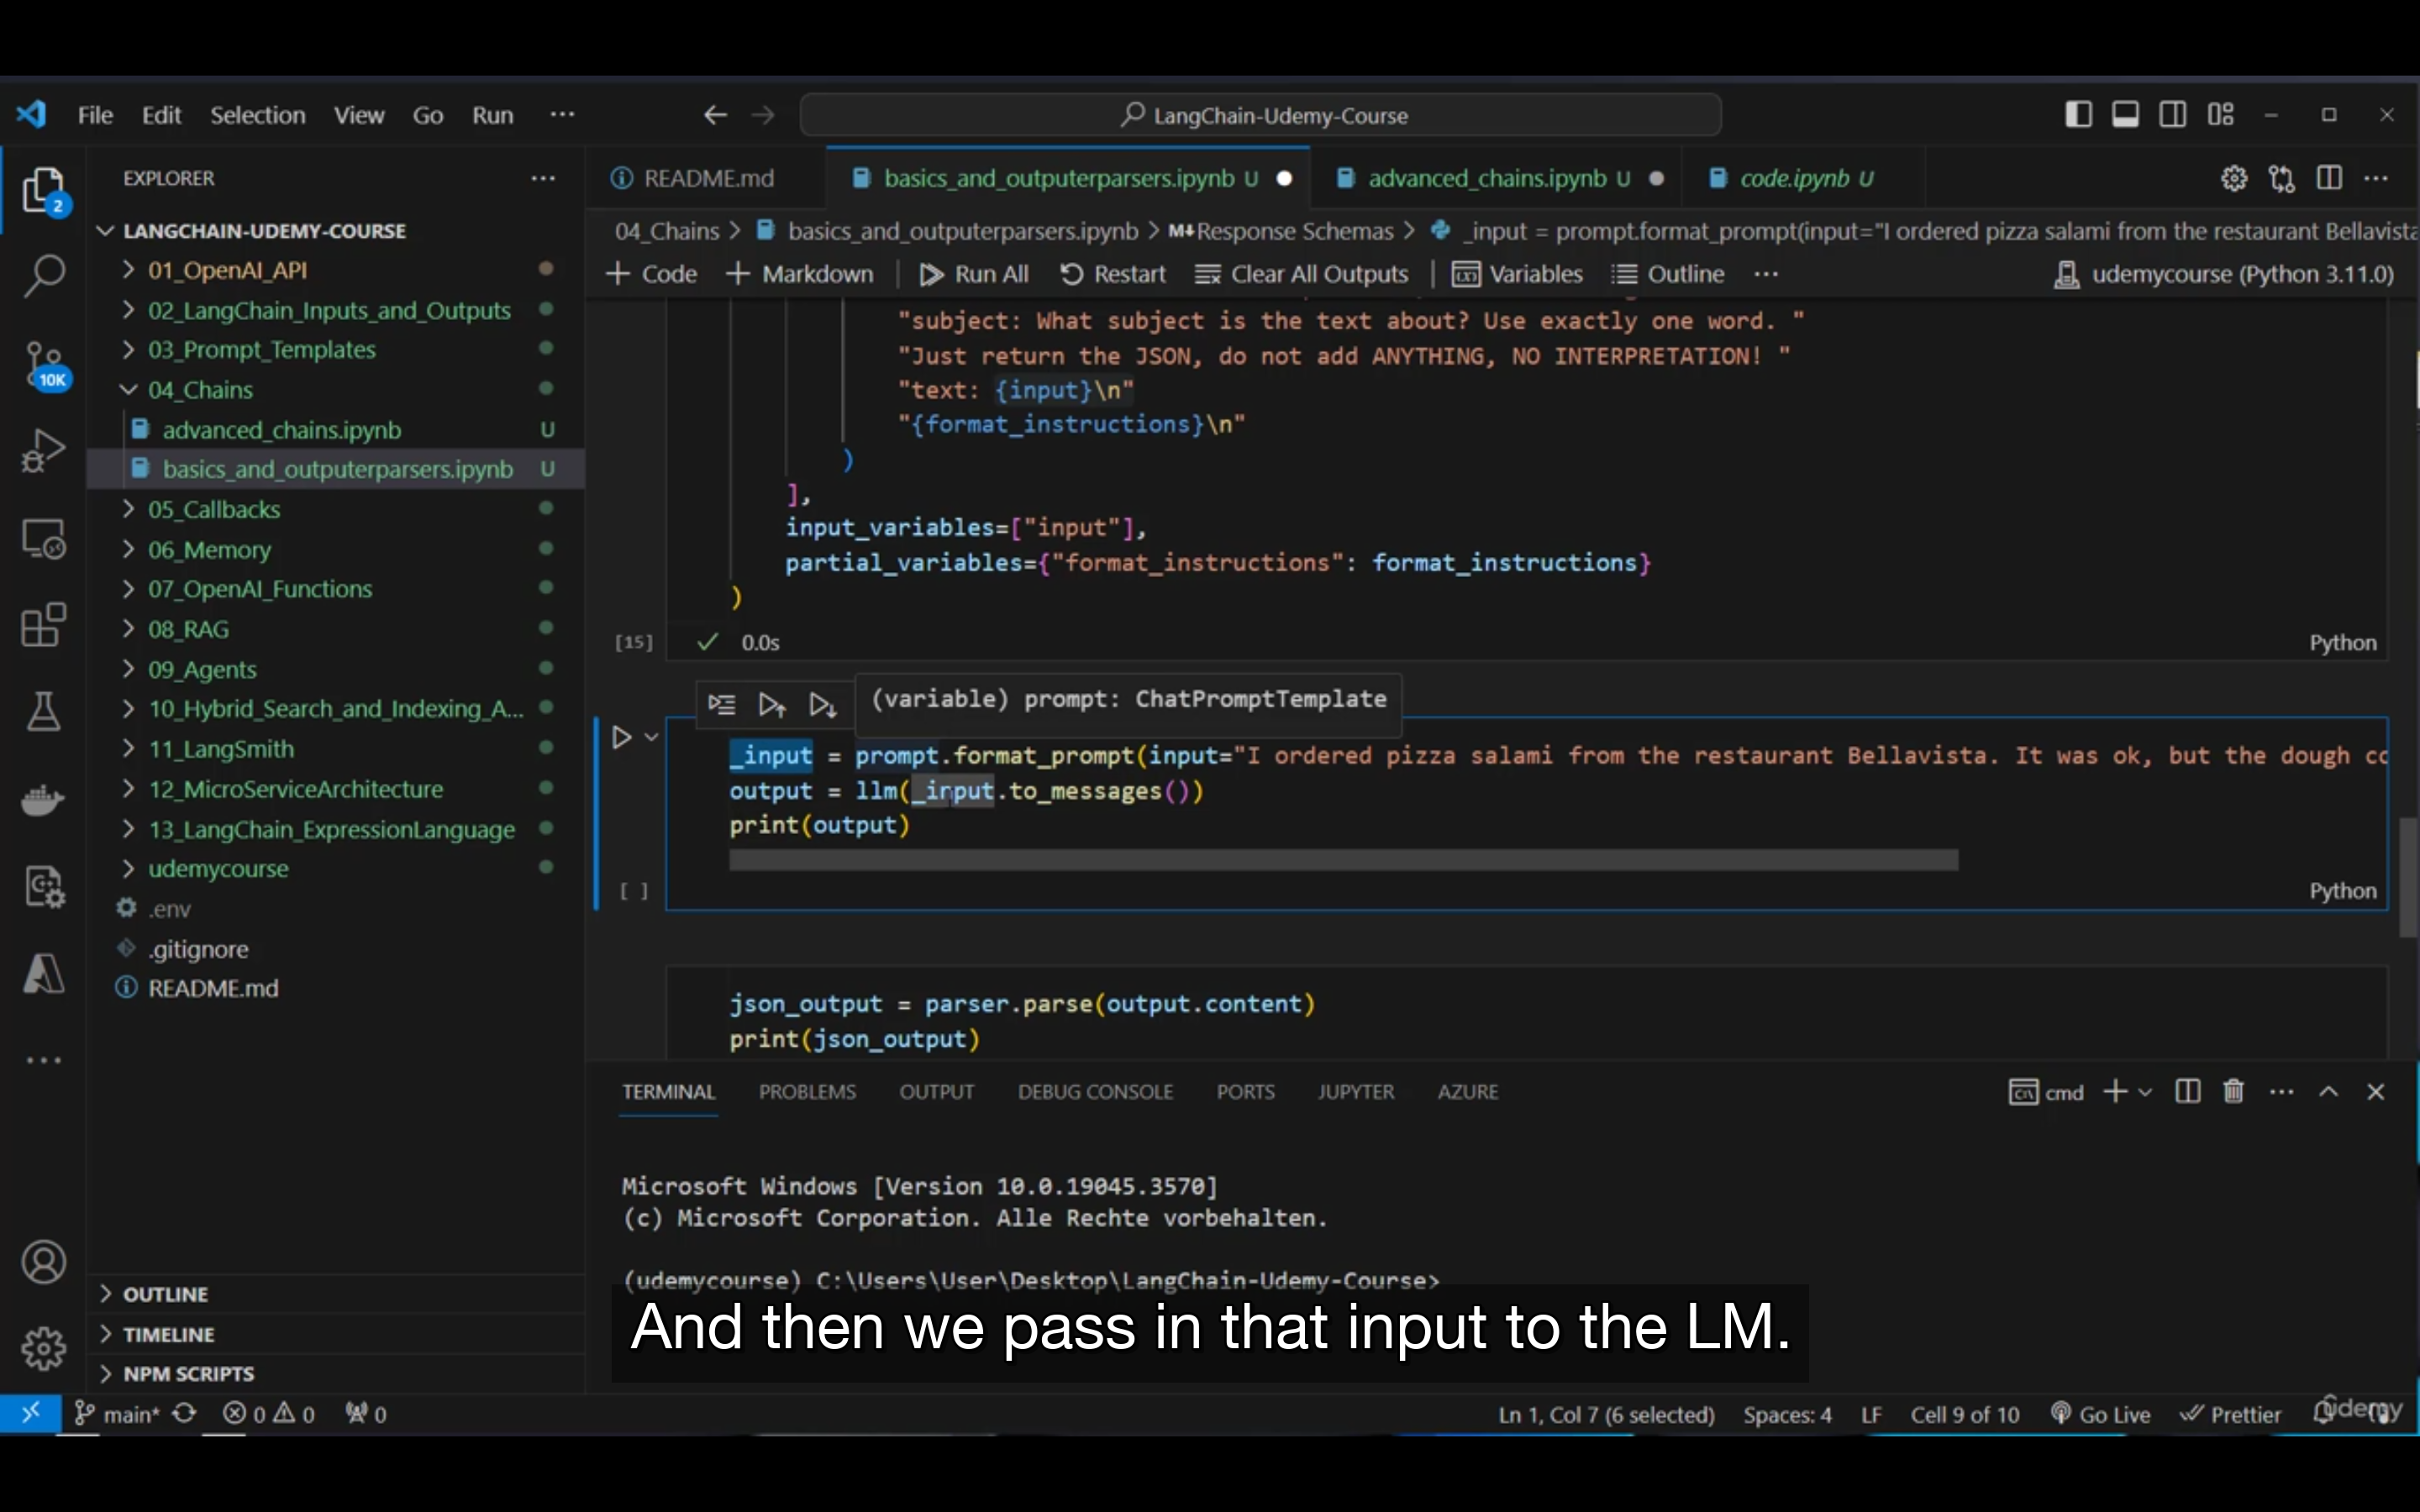 File Edit Selection View Go Run ···
LangChain-Udemy-Course
EXPLORER ···
2
10K
LANGCHAIN-UDEMY-COURSE
01_OpenAI_API
02_LangChain_Inputs_and_Outputs
03_Prompt_Templates
04_Chains
advanced_chains.ipynb U
basics_and_outputerparsers.ipynb U
05_Callbacks
06_Memory
07_OpenAI_Functions
08_RAG
09_Agents
10_Hybrid_Search_and_Indexing_A...
11_LangSmith
12_MicroServiceArchitecture
13_LangChain_ExpressionLanguage
udemycourse
.env
.gitignore
README.md
OUTLINE
TIMELINE
NPM SCRIPTS
README.md basics_and_outputerparsers.ipynb U advanced_chains.ipynb U code.ipynb U
04_Chains > basics_and_outputerparsers.ipynb > M↓Response Schemas > _input = prompt.format_prompt(input="I ordered pizza salami from the restaurant Bellavista
+ Code + Markdown Run All Restart Clear All Outputs Variables Outline ··· udemycourse (Python 3.11.0)
"subject: What subject is the text about? Use exactly one word. "
"Just return the JSON, do not add ANYTHING, NO INTERPRETATION! "
"text: {input}\n"
"{format_instructions}\n"
)
],
input_variables=["input"],
partial_variables={"format_instructions": format_instructions}
)
[15] ✓ 0.0s Python
(variable) prompt: ChatPromptTemplate
_input = prompt.format_prompt(input="I ordered pizza salami from the restaurant Bellavista. It was ok, but the dough co
output = llm(_input.to_messages())
print(output)
[ ] Python
json_output = parser.parse(output.content)
print(json_output)
TERMINAL PROBLEMS OUTPUT DEBUG CONSOLE PORTS JUPYTER AZURE cmd
Microsoft Windows [Version 10.0.19045.3570]
(c) Microsoft Corporation. Alle Rechte vorbehalten.
(udemycourse) C:\Users\User\Desktop\LangChain-Udemy-Course>
And then we pass in that input to the LM.
main* 0 0 0 Ln 1, Col 7 (6 selected) Spaces: 4 LF Cell 9 of 10 Go Live Prettier
udemy